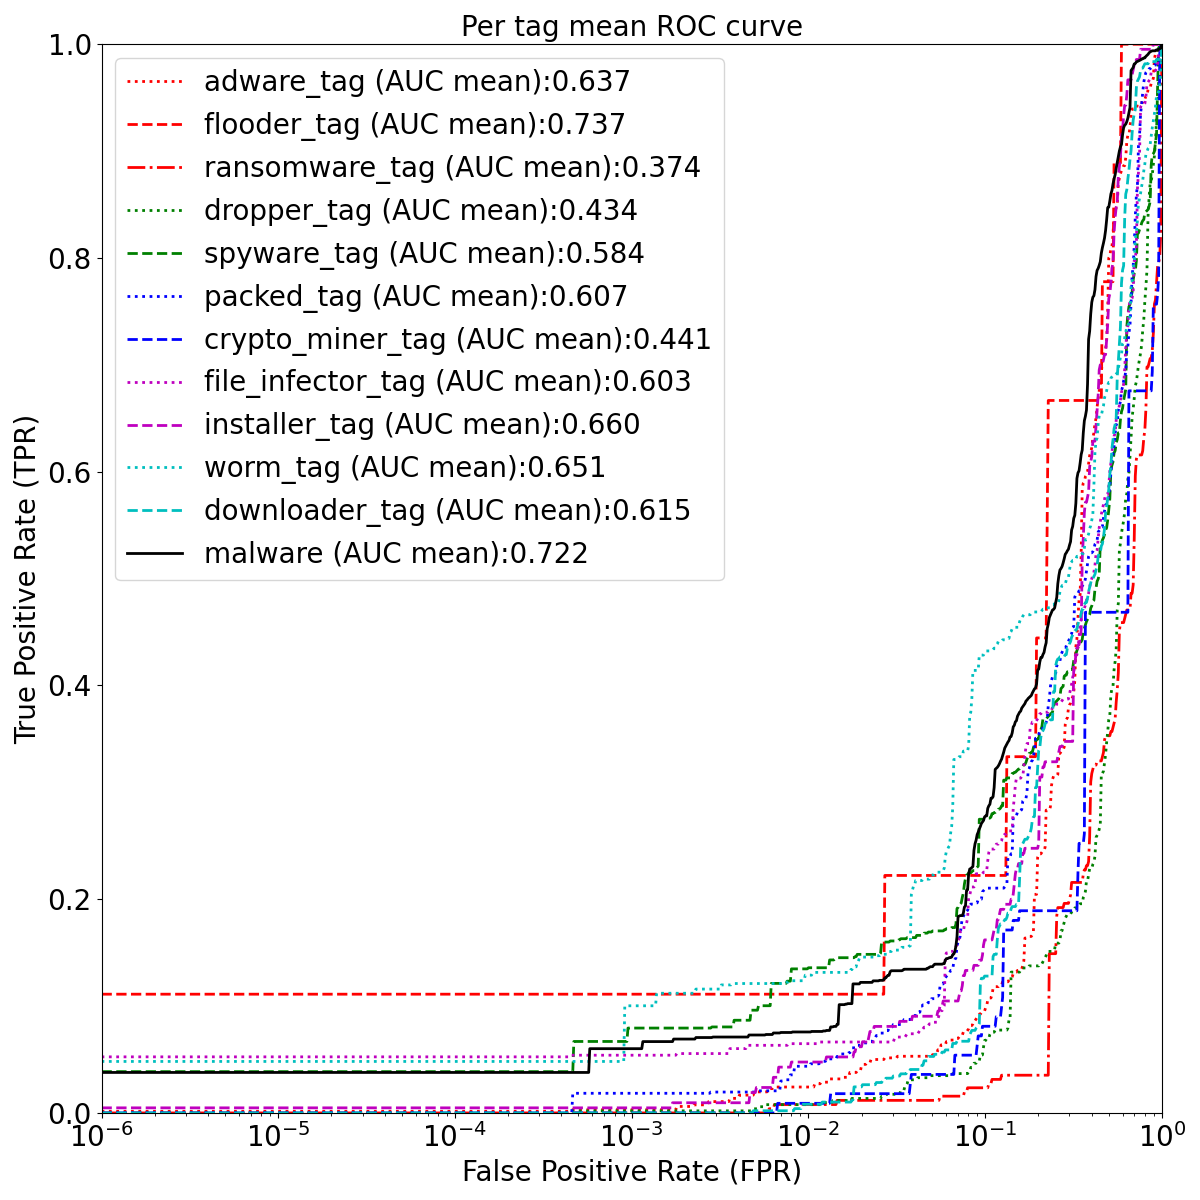 Per tag mean ROC curve
1.0
0.8
0.6
0.4
0.2
0.0
True Positive Rate (TPR)
adware_tag (AUC mean):0.637
flooder_tag (AUC mean):0.737
ransomware_tag (AUC mean):0.374
dropper_tag (AUC mean):0.434
spyware_tag (AUC mean):0.584
packed_tag (AUC mean):0.607
crypto_miner_tag (AUC mean):0.441
file_infector_tag (AUC mean):0.603
installer_tag (AUC mean):0.660
worm_tag (AUC mean):0.651
downloader_tag (AUC mean):0.615
malware (AUC mean):0.722
10⁻⁶ 10⁻⁵ 10⁻⁴ 10⁻³ 10⁻² 10⁻¹ 10⁰
False Positive Rate (FPR)